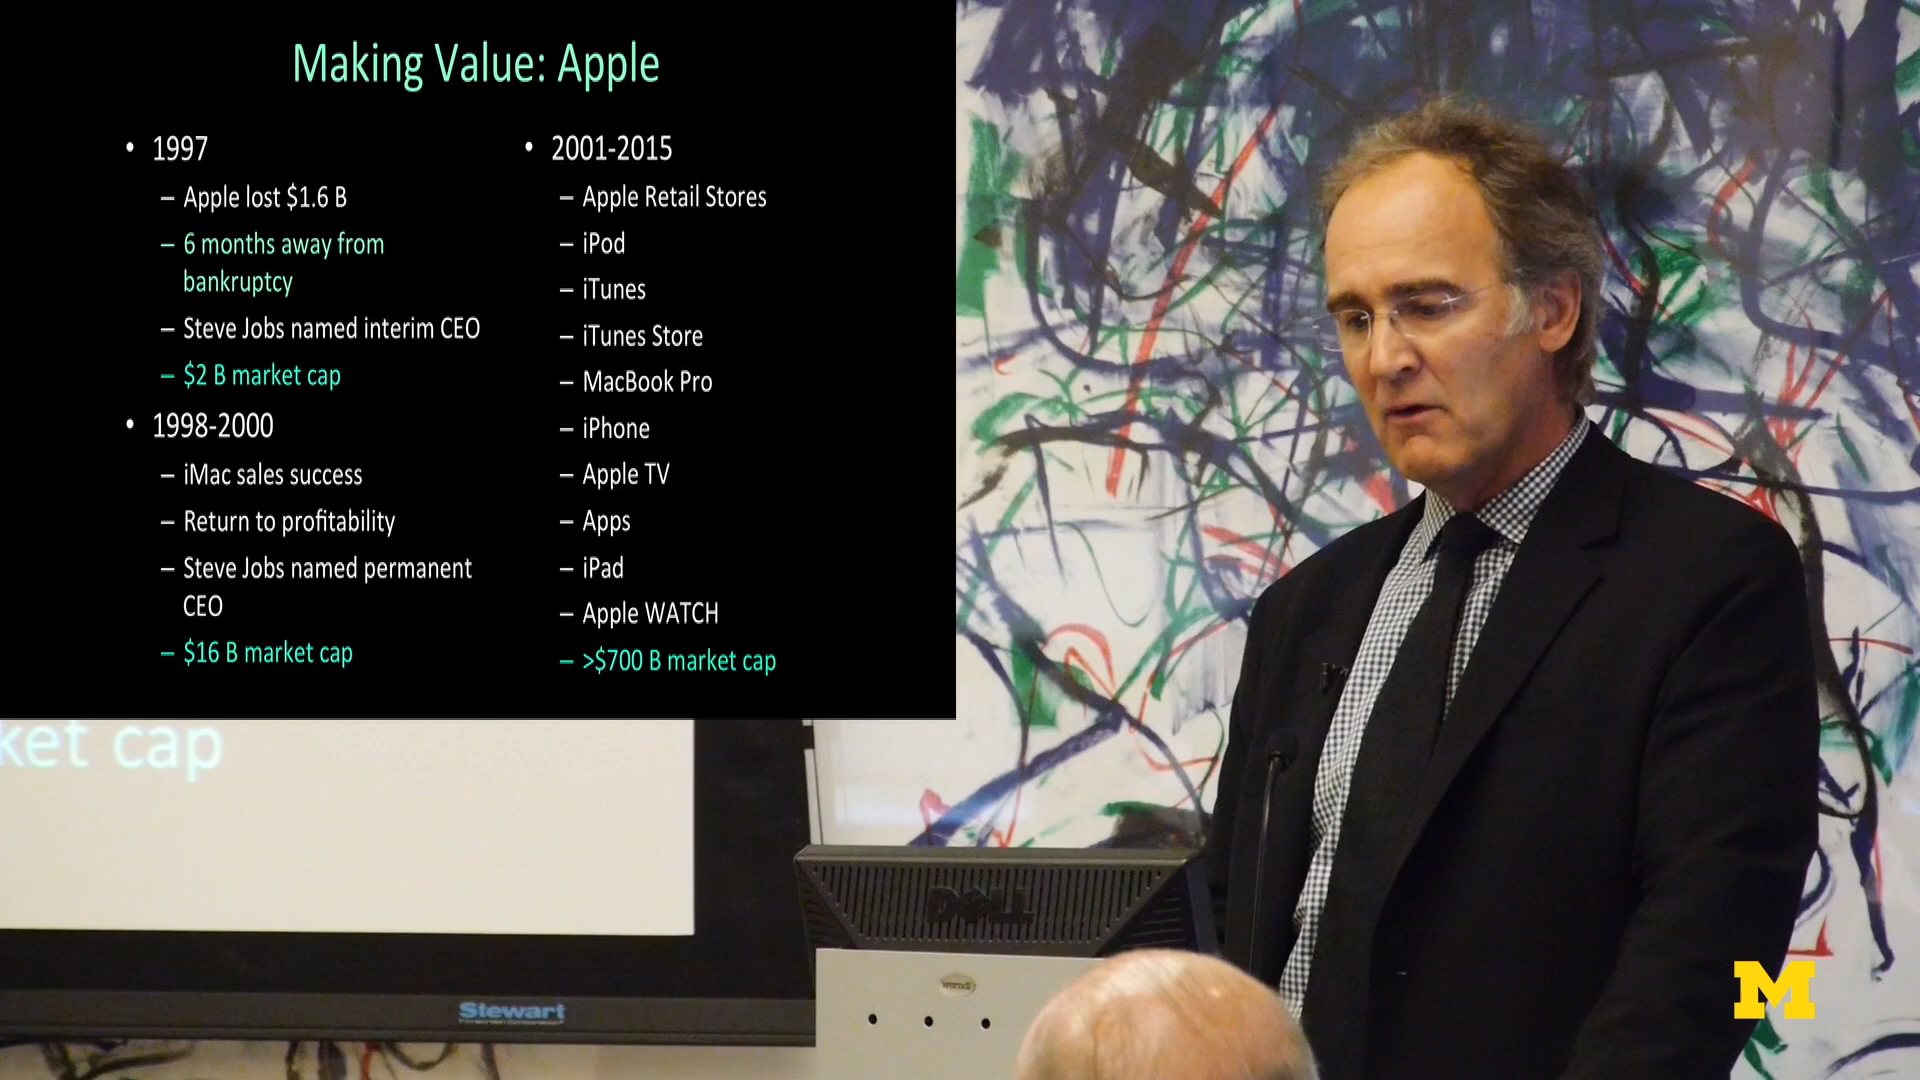 Making Value: Apple
• 1997
– Apple lost $1.6 B
– 6 months away from
bankruptcy
– Steve Jobs named interim CEO
– $2 B market cap
• 1998-2000
– iMac sales success
– Return to profitability
– Steve Jobs named permanent
CEO
– $16 B market cap
• 2001-2015
– Apple Retail Stores
– iPod
– iTunes
– iTunes Store
– MacBook Pro
– iPhone
– Apple TV
– Apps
– iPad
– Apple WATCH
– >$700 B market cap
ket cap
DELL
Stewart
M